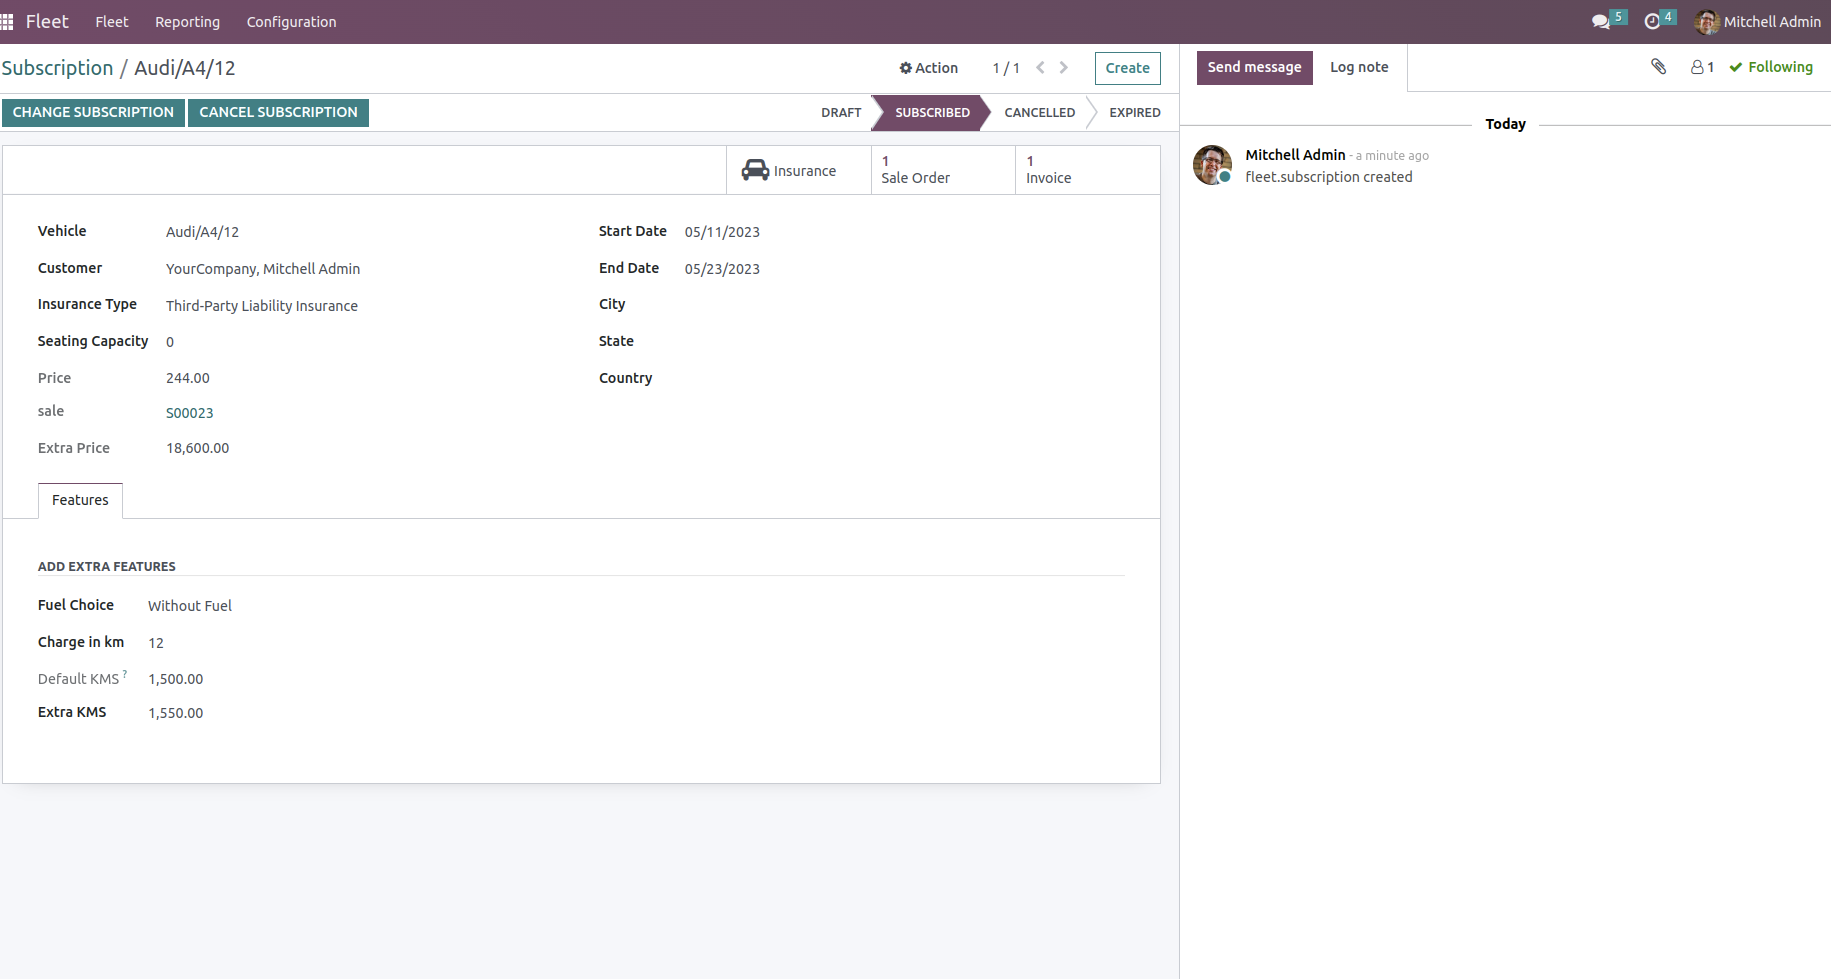 Fleet Fleet Reporting Configuration 5 4 Mitchell Admin
Subscription / Audi/A4/12 Action 1 / 1 Create
Send message Log note 1 Following
CHANGE SUBSCRIPTION CANCEL SUBSCRIPTION DRAFT SUBSCRIBED CANCELLED EXPIRED
Today
Mitchell Admin - a minute ago
fleet.subscription created
Insurance
1
Sale Order
1
Invoice
Vehicle Audi/A4/12
Customer YourCompany, Mitchell Admin
Insurance Type Third-Party Liability Insurance
Seating Capacity 0
Price 244.00
sale S00023
Extra Price 18,600.00
Start Date 05/11/2023
End Date 05/23/2023
City
State
Country
Features
ADD EXTRA FEATURES
Fuel Choice Without Fuel
Charge in km 12
Default KMS ? 1,500.00
Extra KMS 1,550.00